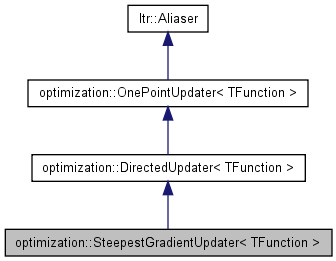 ltr::Aliaser
optimization::OnePointUpdater< TFunction >
optimization::DirectedUpdater< TFunction >
optimization::SteepestGradientUpdater< TFunction >